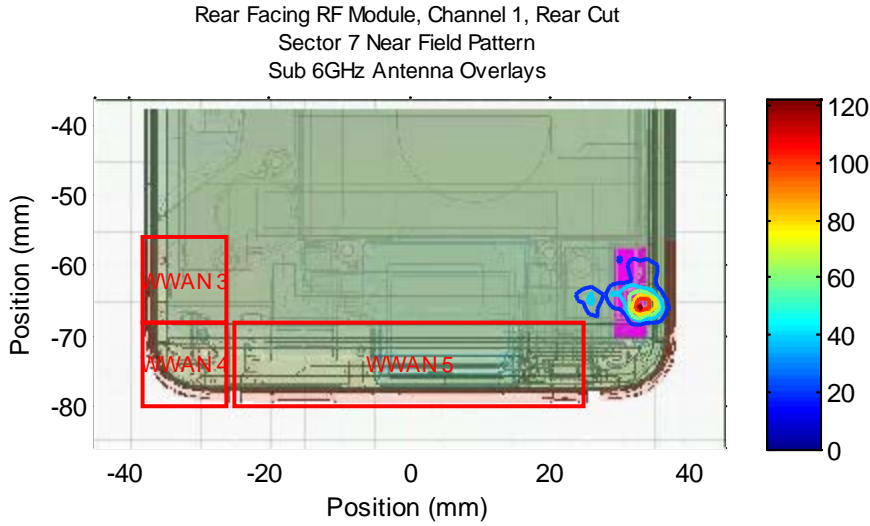 Rear Facing RF Module, Channel 1, Rear Cut
Sector 7 Near Field Pattern
Sub 6GHz Antenna Overlays
-40
-50
-60
-70
-80
Position (mm)
WWAN 3
WWAN 4
WWAN 5
-40
-20
0
20
40
Position (mm)
120
100
80
60
40
20
0